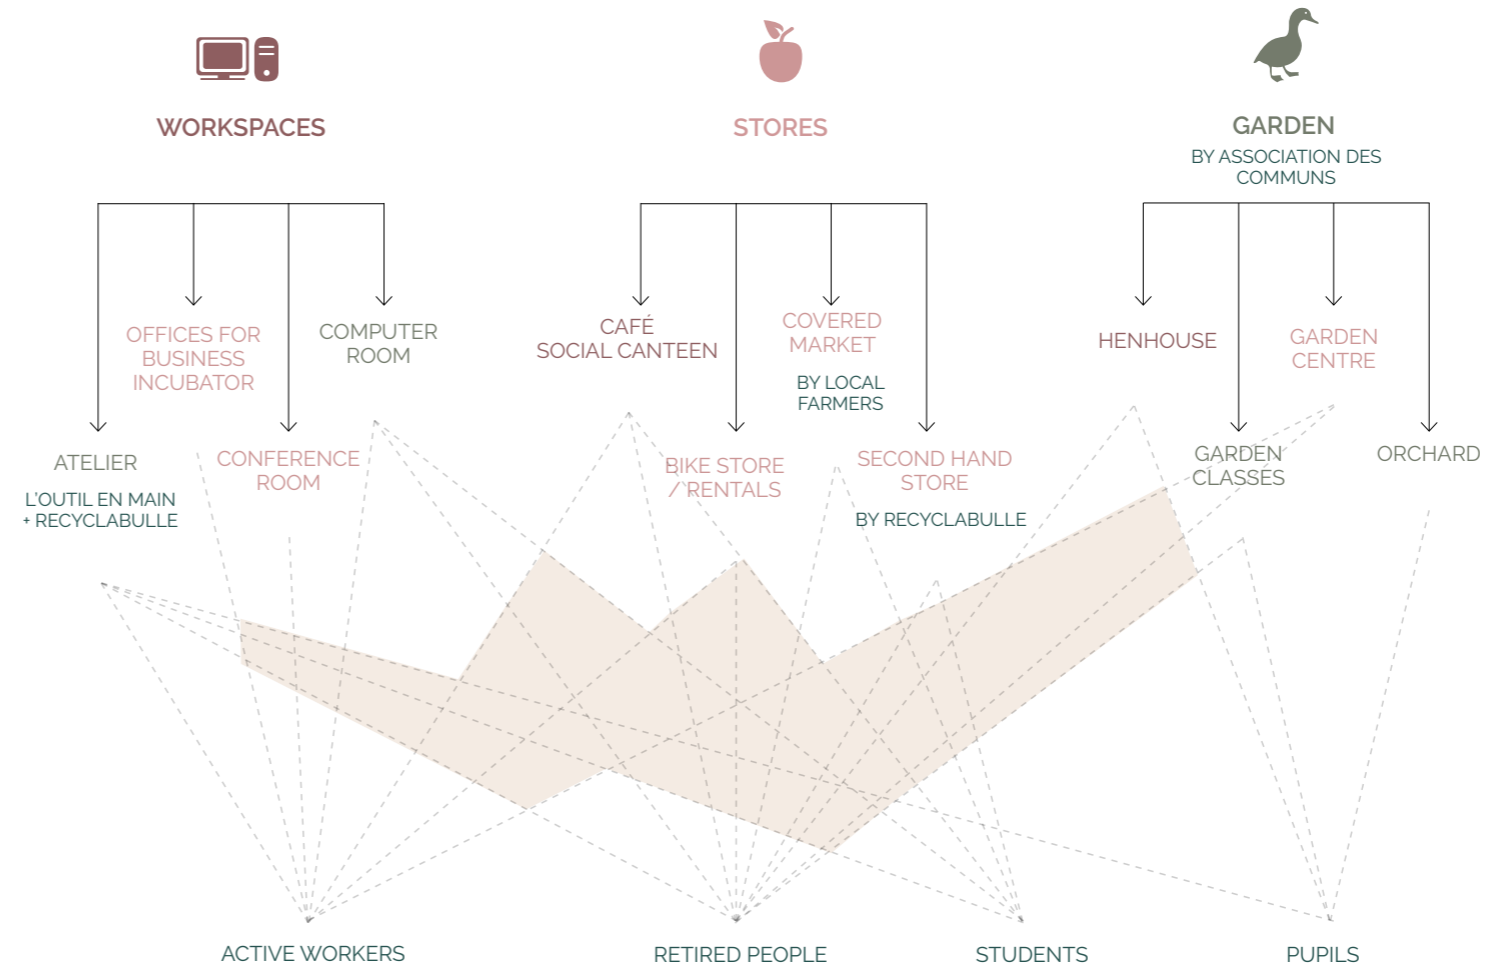 WORKSPACES
STORES
GARDEN
BY ASSOCIATION DES
COMMUNS
OFFICES FOR
BUSINESS
INCUBATOR
COMPUTER
ROOM
ATELIER
L'OUTIL EN MAIN
+ RECYCLABULLE
CONFERENCE
ROOM
CAFÉ
SOCIAL CANTEEN
COVERED
MARKET
BY LOCAL
FARMERS
BIKE STORE
/ RENTALS
SECOND HAND
STORE
BY RECYCLABULLE
HENHOUSE
GARDEN
CENTRE
GARDEN
CLASSES
ORCHARD
ACTIVE WORKERS
RETIRED PEOPLE
STUDENTS
PUPILS